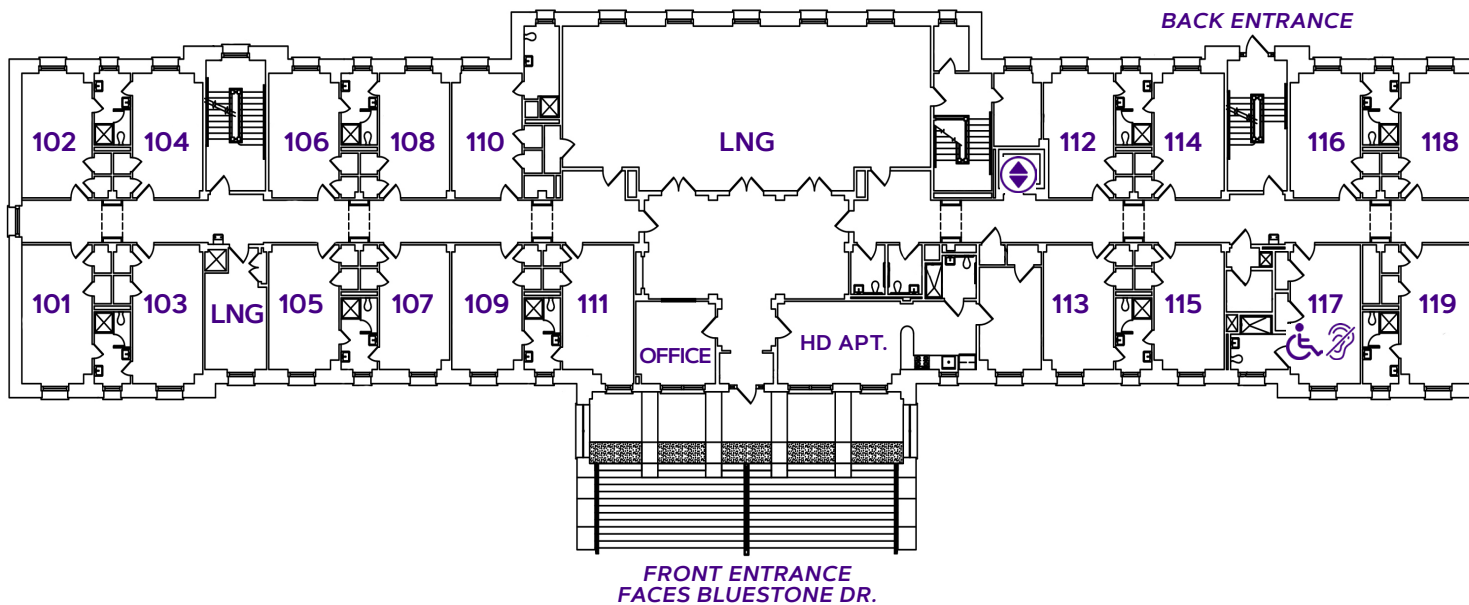 BACK ENTRANCE
102
104
106
108
110
LNG
112
114
116
118
101
103
LNG
105
107
109
111
OFFICE
HD APT.
113
115
117
119
FRONT ENTRANCE
FACES BLUESTONE DR.